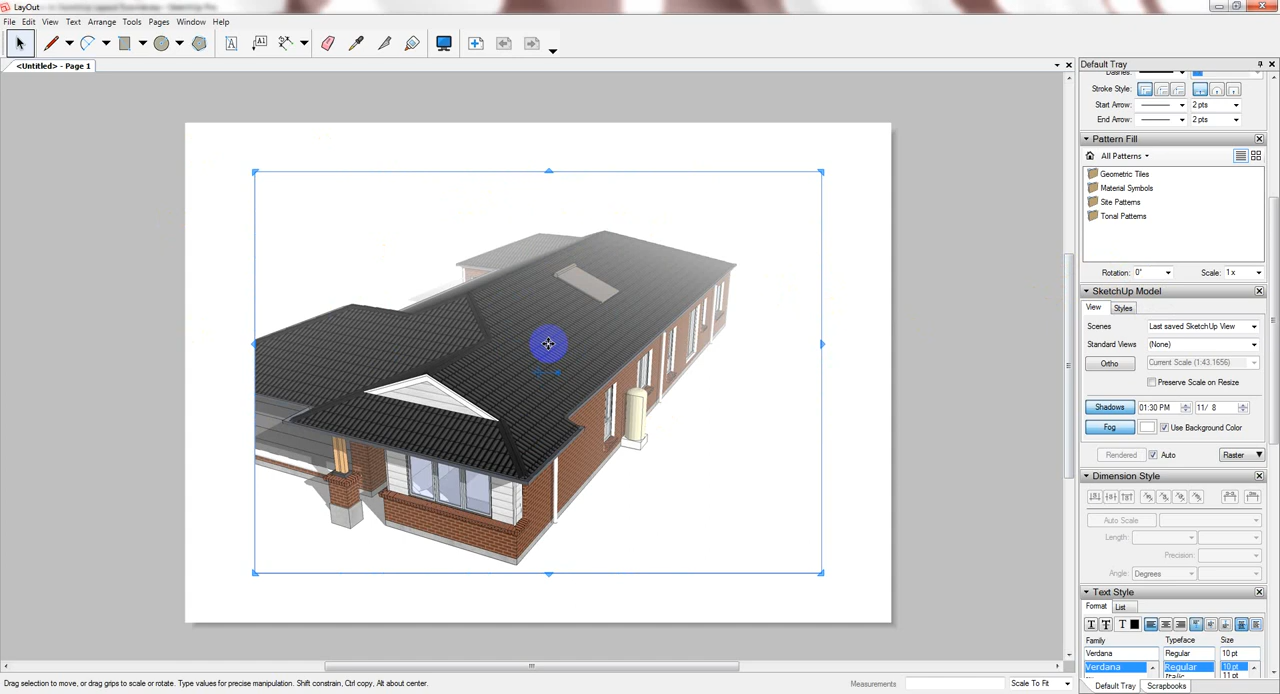 LayOut
File Edit View Text Arrange Tools Pages Window Help
<Untitled> - Page 1
Default Tray
Dashes:
Stroke Style:
Start Arrow: 2 pts
End Arrow: 2 pts
Pattern Fill
All Patterns
Geometric Tiles
Material Symbols
Site Patterns
Tonal Patterns
Rotation: 0° Scale: 1x
SketchUp Model
View Styles
Scenes Last saved SketchUp View
Standard Views (None)
Ortho Current Scale (1:43.1656)
Preserve Scale on Resize
Shadows 01:30 PM 11/ 8
Fog Use Background Color
Rendered Auto Raster
Dimension Style
Auto Scale
Length:
Precision:
Angle: Degrees
Text Style
Format List
Family Typeface Size
Verdana Regular 10 pt
Verdana Regular 10 pt
Italic 11 pt
Default Tray Scrapbooks
Drag selection to move, or drag grips to scale or rotate. Type values for precise manipulation. Shift constrain, Ctrl copy, Alt about center. Measurements Scale To Fit